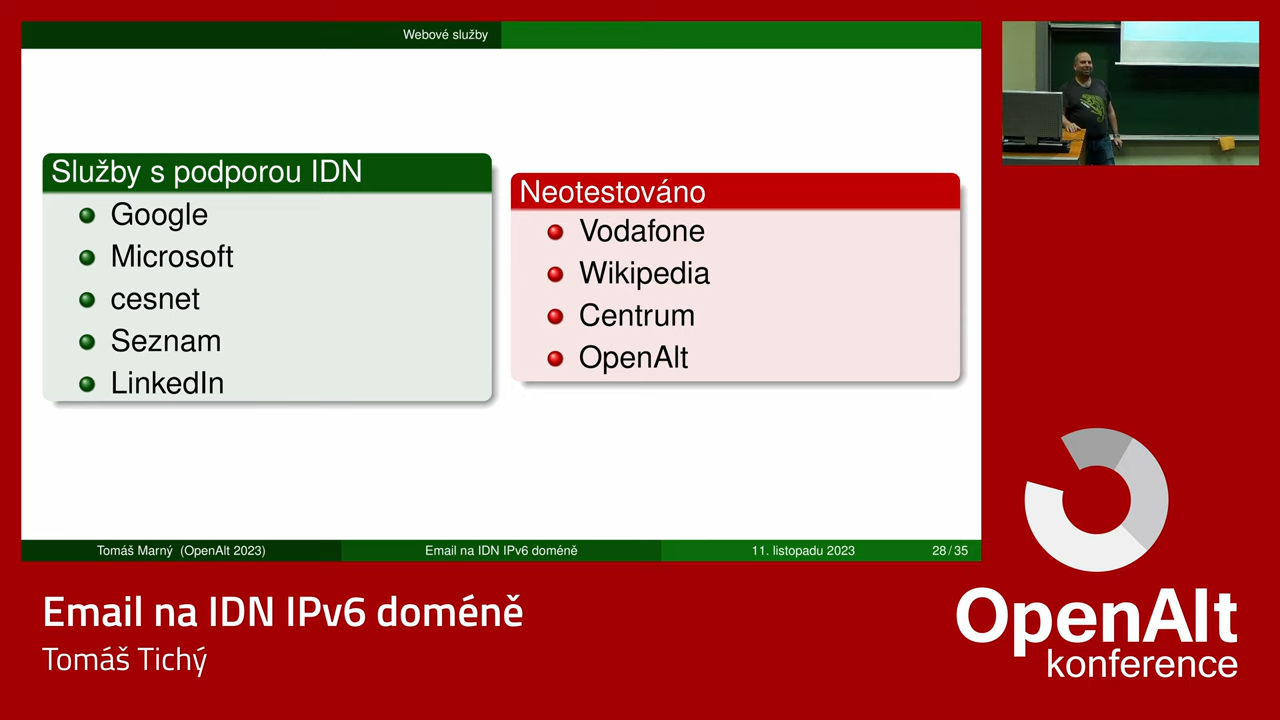 Webové služby
Služby s podporou IDN
Google
Microsoft
cesnet
Seznam
LinkedIn
Neotestováno
Vodafone
Wikipedia
Centrum
OpenAlt
Tomáš Marný (OpenAlt 2023)
Email na IDN IPv6 doméně
11. listopadu 2023
28 / 35
Email na IDN IPv6 doméně
Tomáš Tichý
OpenAlt
konference